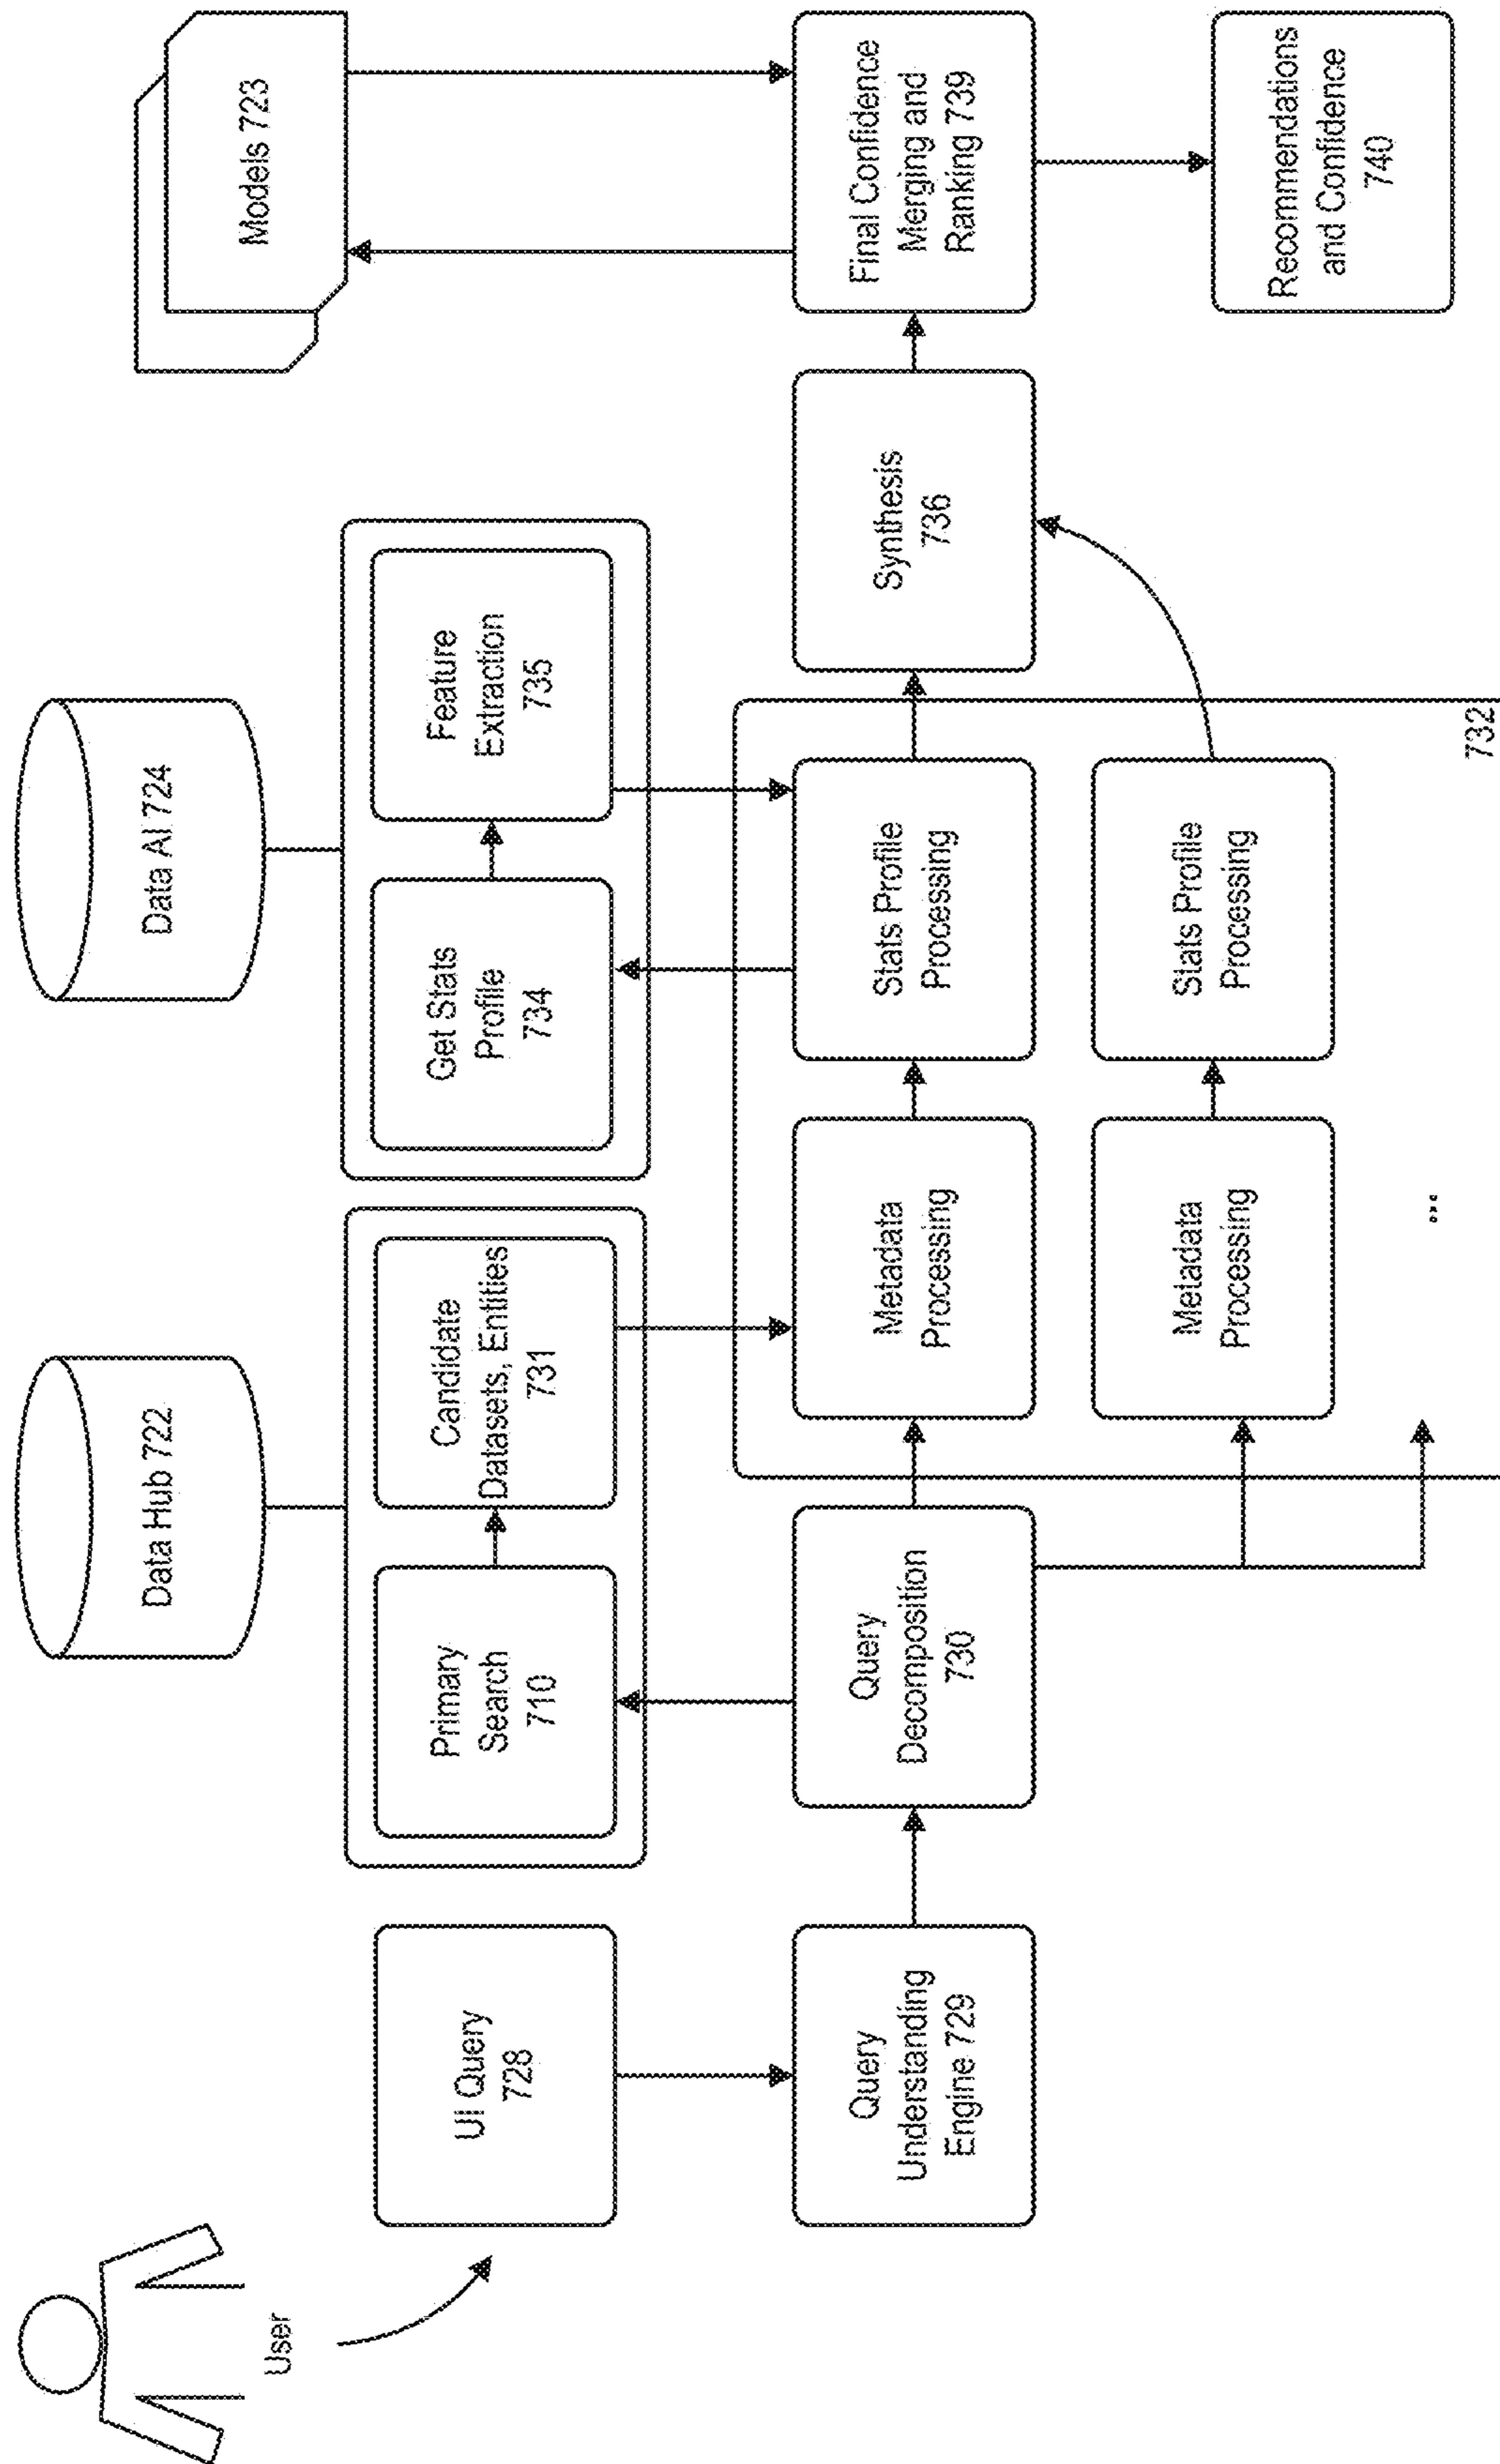 User
UI Query
728
Query
Understanding
Engine 729
Data Hub 722
Primary
Search
710
Candidate
Datasets, Entities
731
Query
Decomposition
730
Data AI 724
Get Stats
Profile
734
Feature
Extraction
735
Metadata
Processing
Stats Profile
Processing
Metadata
Processing
Stats Profile
Processing
...
732
Synthesis
736
Models 723
Final Confidence
Merging and
Ranking 739
Recommendations
and Confidence
740